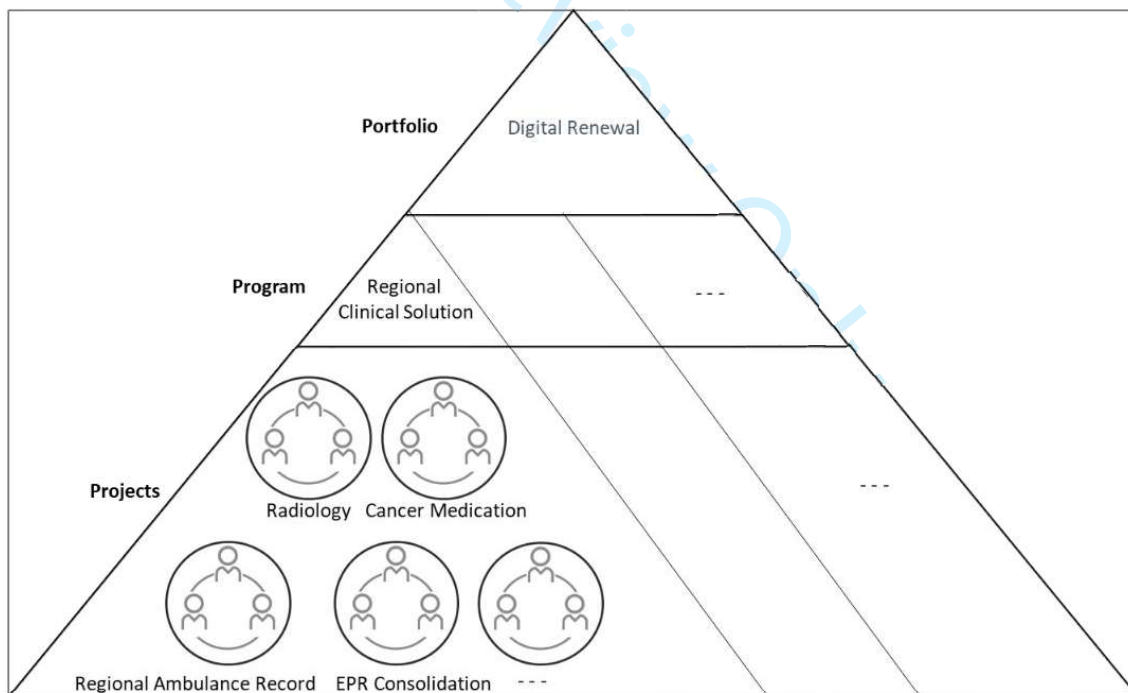 Portfolio
Digital Renewal
Program
Regional
Clinical Solution
- - -
Projects
- - -
Radiology
Cancer Medication
Regional Ambulance Record
EPR Consolidation
- - -